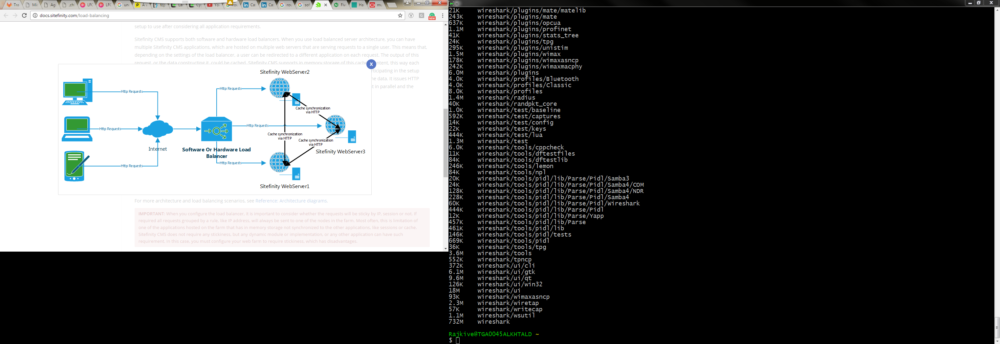 Tra
Mic
Ag
,ch
LFC
LFC
und
A v
tcp
Lar
Cyg
You
rou
Ca
Ca
rou
sof
Five
Ha
mu
docs.sitefinity.com/load-balancing
NEW
setup to use after considering all application requirements.
Sitefinity CMS supports both software and hardware load balancers. When you use load balanced server architecture, you can have
multiple Sitefinity CMS applications, which are hosted on multiple web servers that are serving requests to a single user. This means that,
depending on the settings of the load balancer, a user can be redirected to a different application on each request. The output of this
request, or the data constructing it, could be cached. Sitefinity CMS supports in memory storage of this cache
ntent, this way each
rticipating in the setup
he data. It issues HTTP
t in parallel and the
X
Sitefinity WebServer2
Http Requests
Http Requests
Cache synchronization
via HTTP
Http Requests
Http Requests
Cache synchronization
via HTTP
Cache synchronization
via HTTP
Internet
Software Or Hardware Load
Balancer
Sitefinity WebServer3
Http Requests
Http Requests
Sitefinity WebServer1
For more architecture and load balancing scenarios, see Reference: Architecture diagrams.
IMPORTANT: When you configure the load balancer, it is important to consider whether the requests will be sticky by IP, session or not. If
required all requests grouped by a rule, like IP address, will always be sent to one of the nodes in the farm. Most often, this is limitation of
one of the applications hosted on the farm that has in memory storage not synchronized to the other applications, like sessions or cache.
Sitefinity CMS does not require any stickiness, but any dynamic module or implementation, or any other application can have such
requirement. In this case, you must configure your web farm to require stickiness, which has disadvantages.
~
21K wireshark/plugins/mate/matelib
243K wireshark/plugins/mate
637K wireshark/plugins/opcua
1.1M wireshark/plugins/profinet
41K wireshark/plugins/stats_tree
24K wireshark/plugins/tpg
295K wireshark/plugins/unistim
1.5M wireshark/plugins/wimax
178K wireshark/plugins/wimaxasncp
242K wireshark/plugins/wimaxmacphy
6.0M wireshark/plugins
4.0K wireshark/profiles/Bluetooth
4.0K wireshark/profiles/Classic
8.0K wireshark/profiles
1.4M wireshark/radius
40K wireshark/randpkt_core
1.0K wireshark/test/baseline
592K wireshark/test/captures
14K wireshark/test/config
22K wireshark/test/keys
444K wireshark/test/lua
1.3M wireshark/test
6.0K wireshark/tools/cppcheck
11K wireshark/tools/dftestfiles
84K wireshark/tools/dftestlib
246K wireshark/tools/lemon
84K wireshark/tools/npl
20K wireshark/tools/pidl/lib/Parse/Pidl/Samba3
24K wireshark/tools/pidl/lib/Parse/Pidl/Samba4/COM
128K wireshark/tools/pidl/lib/Parse/Pidl/Samba4/NDR
228K wireshark/tools/pidl/lib/Parse/Pidl/Samba4
60K wireshark/tools/pidl/lib/Parse/Pidl/Wireshark
444K wireshark/tools/pidl/lib/Parse/Pidl
12K wireshark/tools/pidl/lib/Parse/Yapp
457K wireshark/tools/pidl/lib/Parse
461K wireshark/tools/pidl/lib
146K wireshark/tools/pidl/tests
669K wireshark/tools/pidl
36K wireshark/tools/tpg
3.6M wireshark/tools
552K wireshark/tpncp
372K wireshark/ui/cli
6.1M wireshark/ui/gtk
9.6M wireshark/ui/qt
126K wireshark/ui/win32
18M wireshark/ui
93K wireshark/wimaxasncp
2.3M wireshark/wiretap
57K wireshark/writecap
1.1M wireshark/wsutil
732M wireshark
Rajkive@TGA0045ALKHTALD ~
$